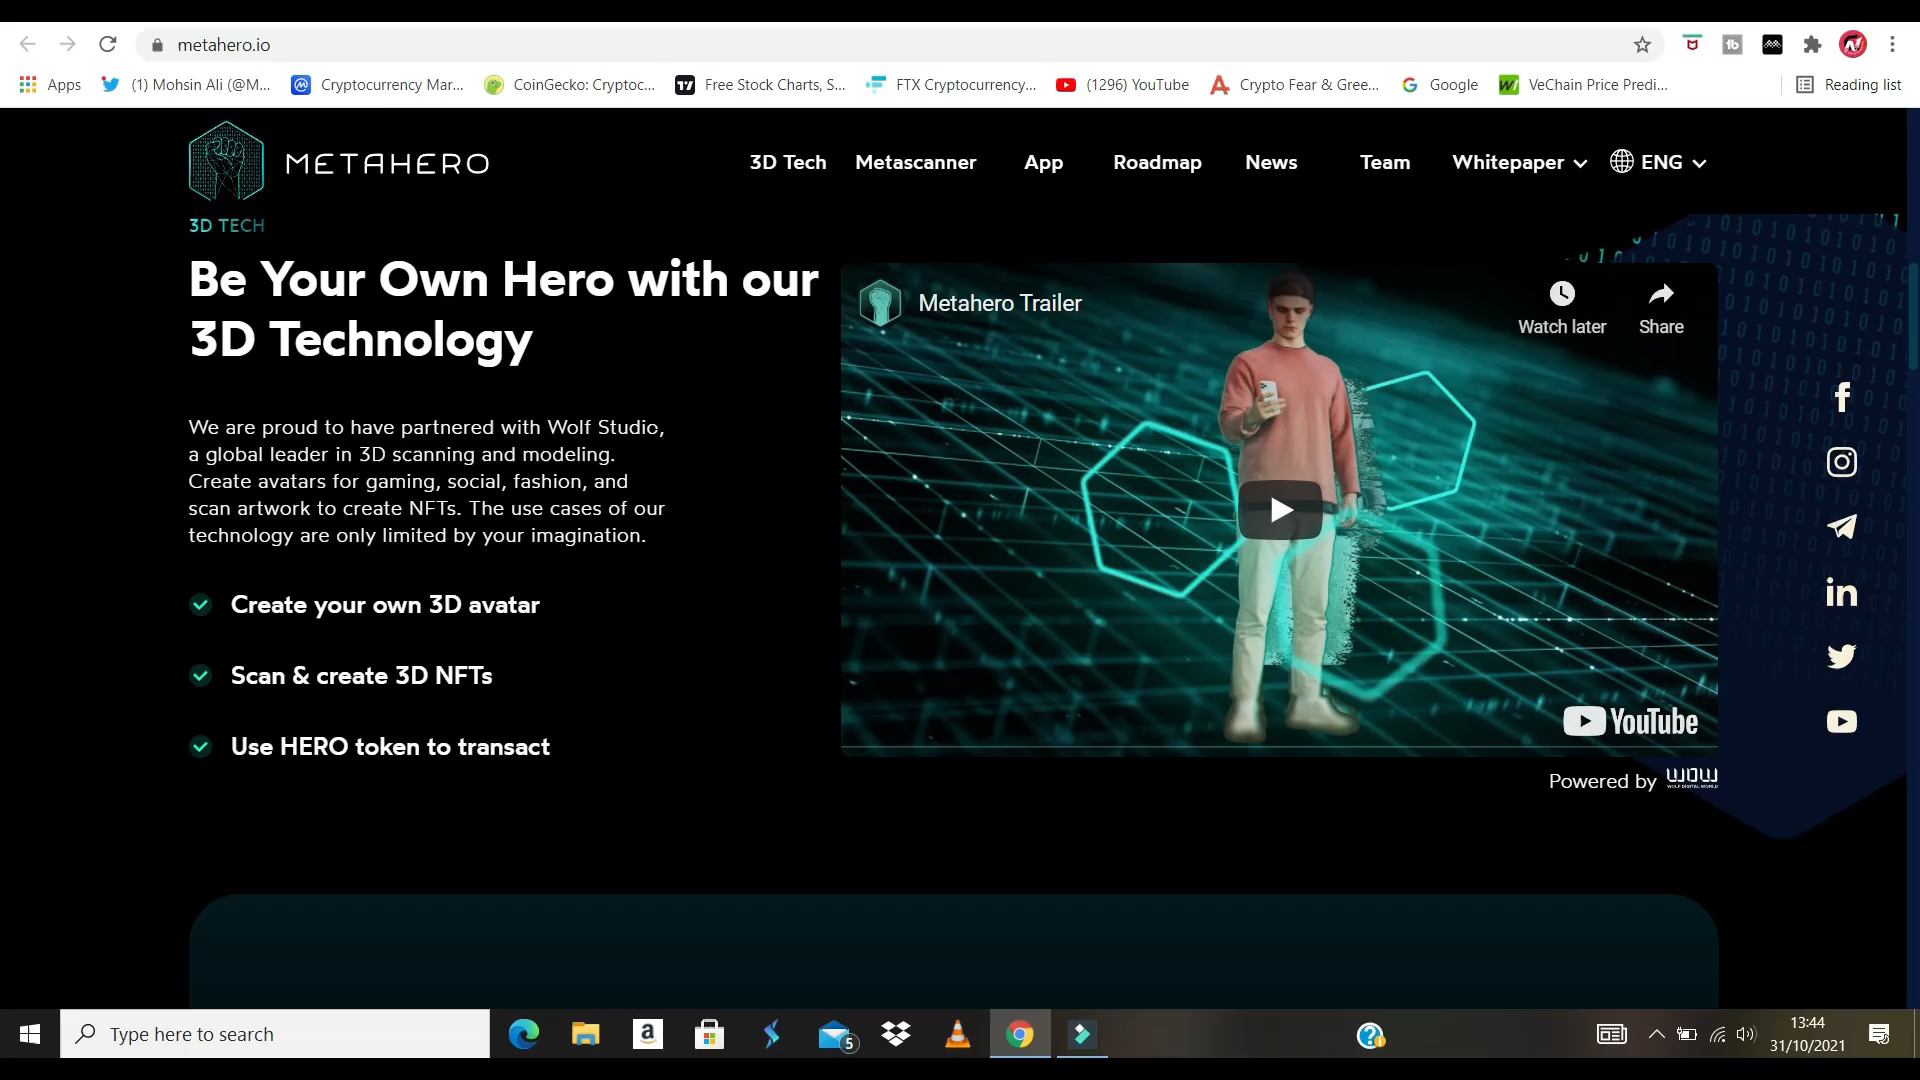 metahero.io
Apps
(1) Mohsin Ali (@M...
Cryptocurrency Mar...
CoinGecko: Cryptoc...
Free Stock Charts, S...
FTX Cryptocurrency...
(1296) YouTube
Crypto Fear & Gree...
Google
VeChain Price Predi...
Reading list
METAHERO
3D Tech
Metascanner
App
Roadmap
News
Team
Whitepaper
ENG
3D TECH
Be Your Own Hero with our
3D Technology
We are proud to have partnered with Wolf Studio,
a global leader in 3D scanning and modeling.
Create avatars for gaming, social, fashion, and
scan artwork to create NFTs. The use cases of our
technology are only limited by your imagination.
Create your own 3D avatar
Scan & create 3D NFTs
Use HERO token to transact
Metahero Trailer
Watch later
Share
YouTube
Powered by WDW
WOLF DIGITAL WORLD
Type here to search
5
13:44
31/10/2021